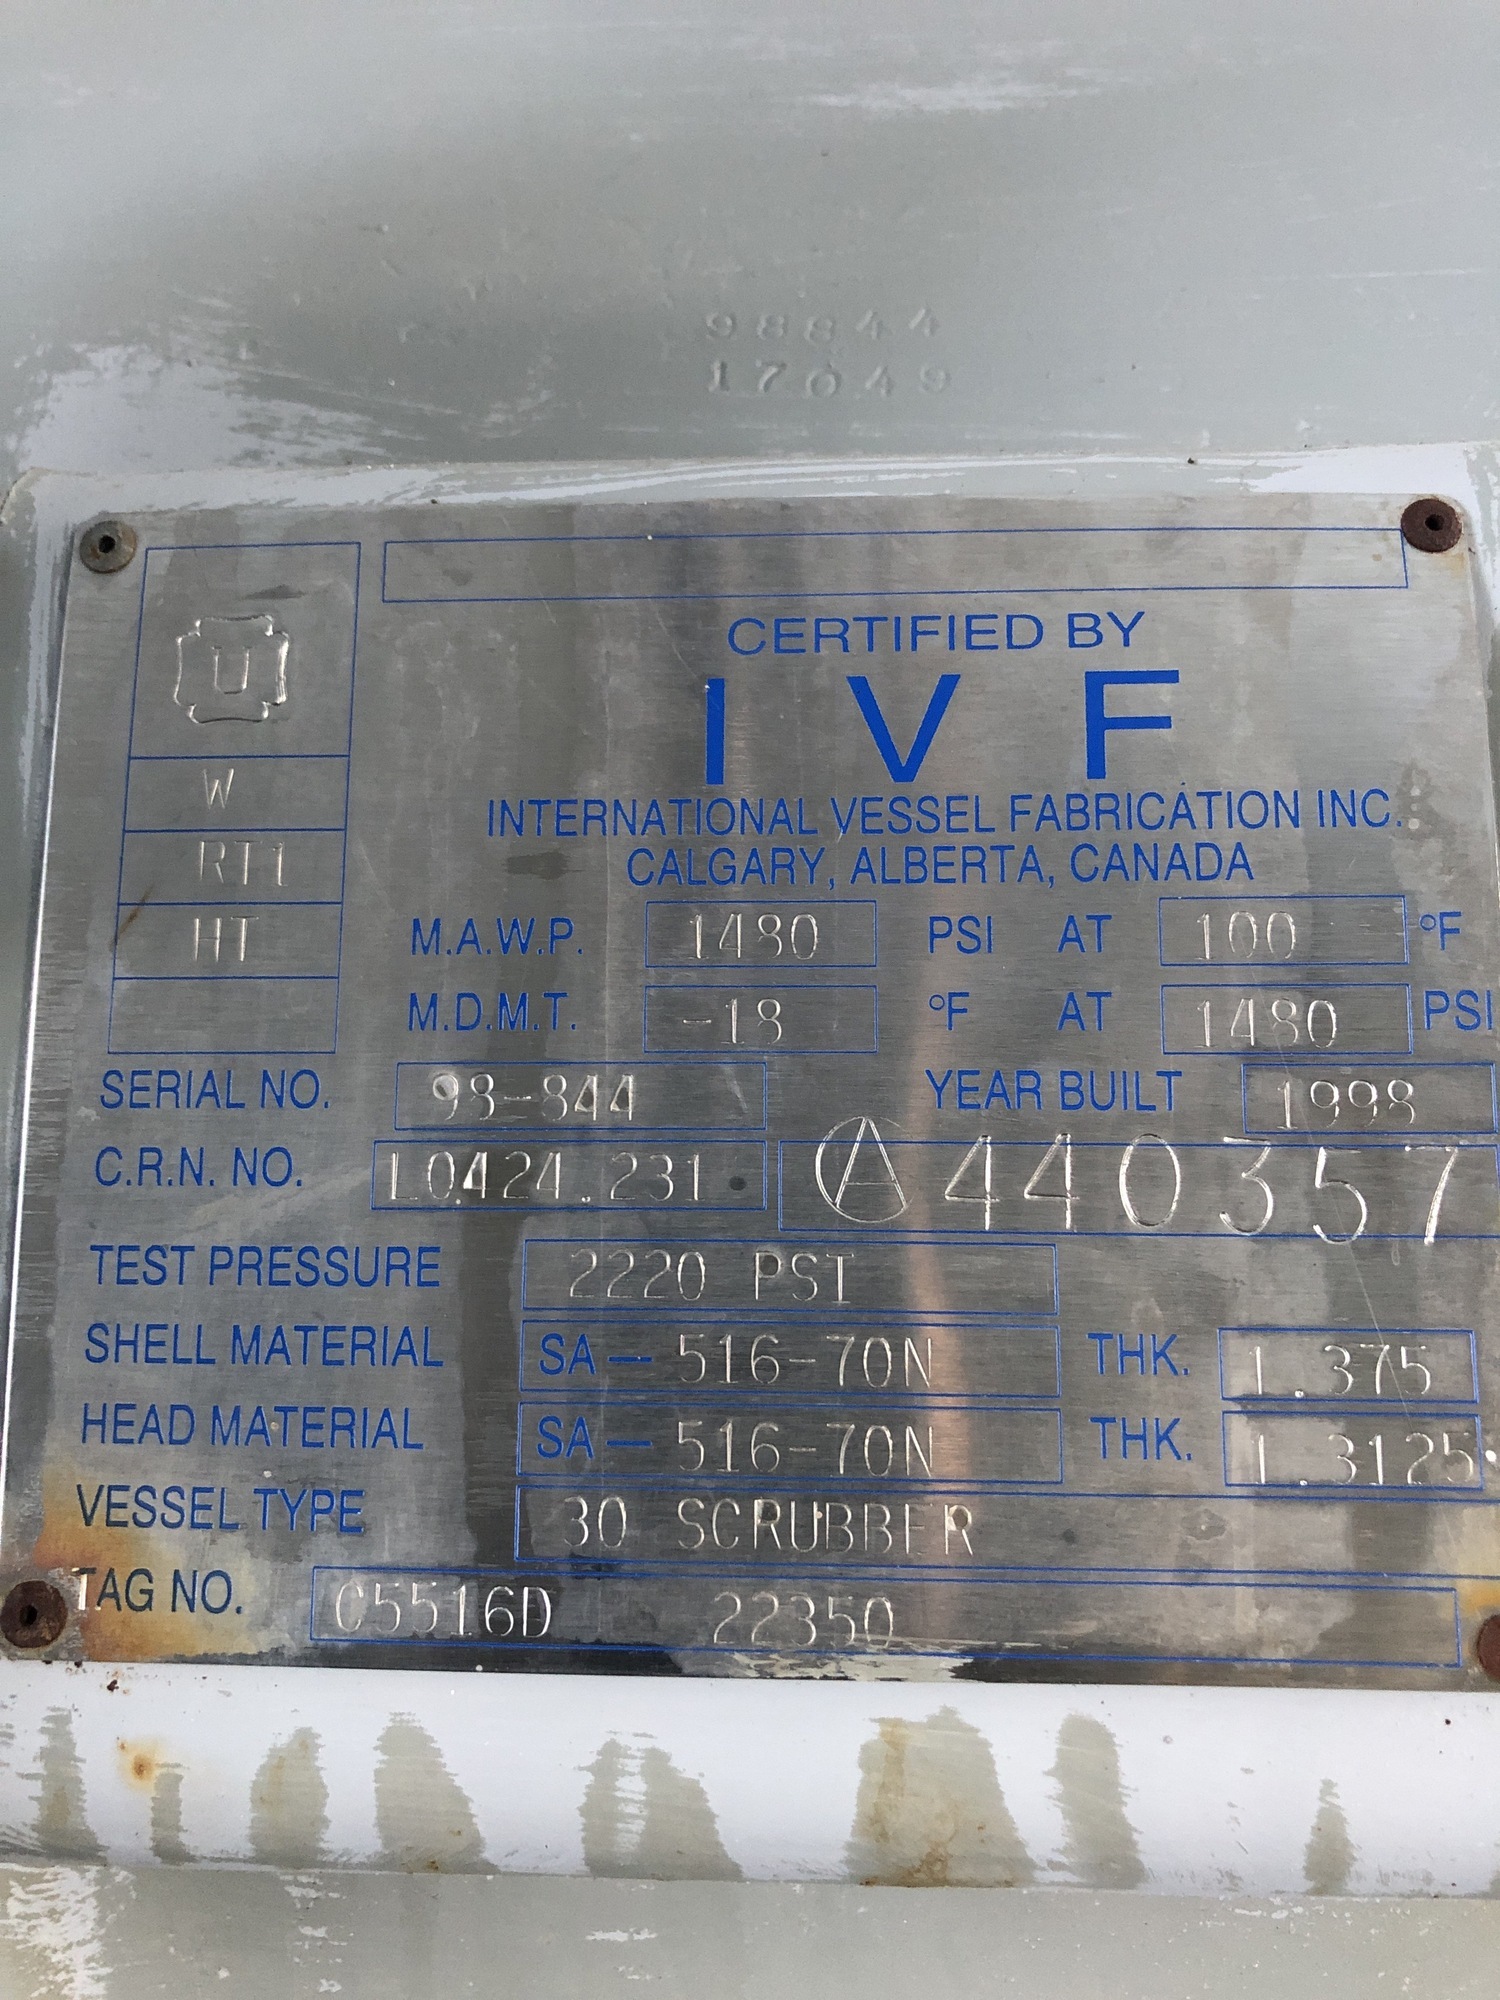 98844
17049
U
W
RT1
HT
CERTIFIED BY
IVF
INTERNATIONAL VESSEL FABRICATION INC.
CALGARY, ALBERTA, CANADA
M.A.W.P. 1480 PSI AT 100 °F
M.D.M.T. -18 °F AT 1480 PSI
SERIAL NO. 98-844 YEAR BUILT 1998
C.R.N. NO. L0424.231 Ⓐ440357
TEST PRESSURE 2220 PSI
SHELL MATERIAL SA-516-70N THK. 1.375
HEAD MATERIAL SA-516-70N THK. 1.3125
VESSEL TYPE 30 SCRUBBER
TAG NO. C5516D 22350